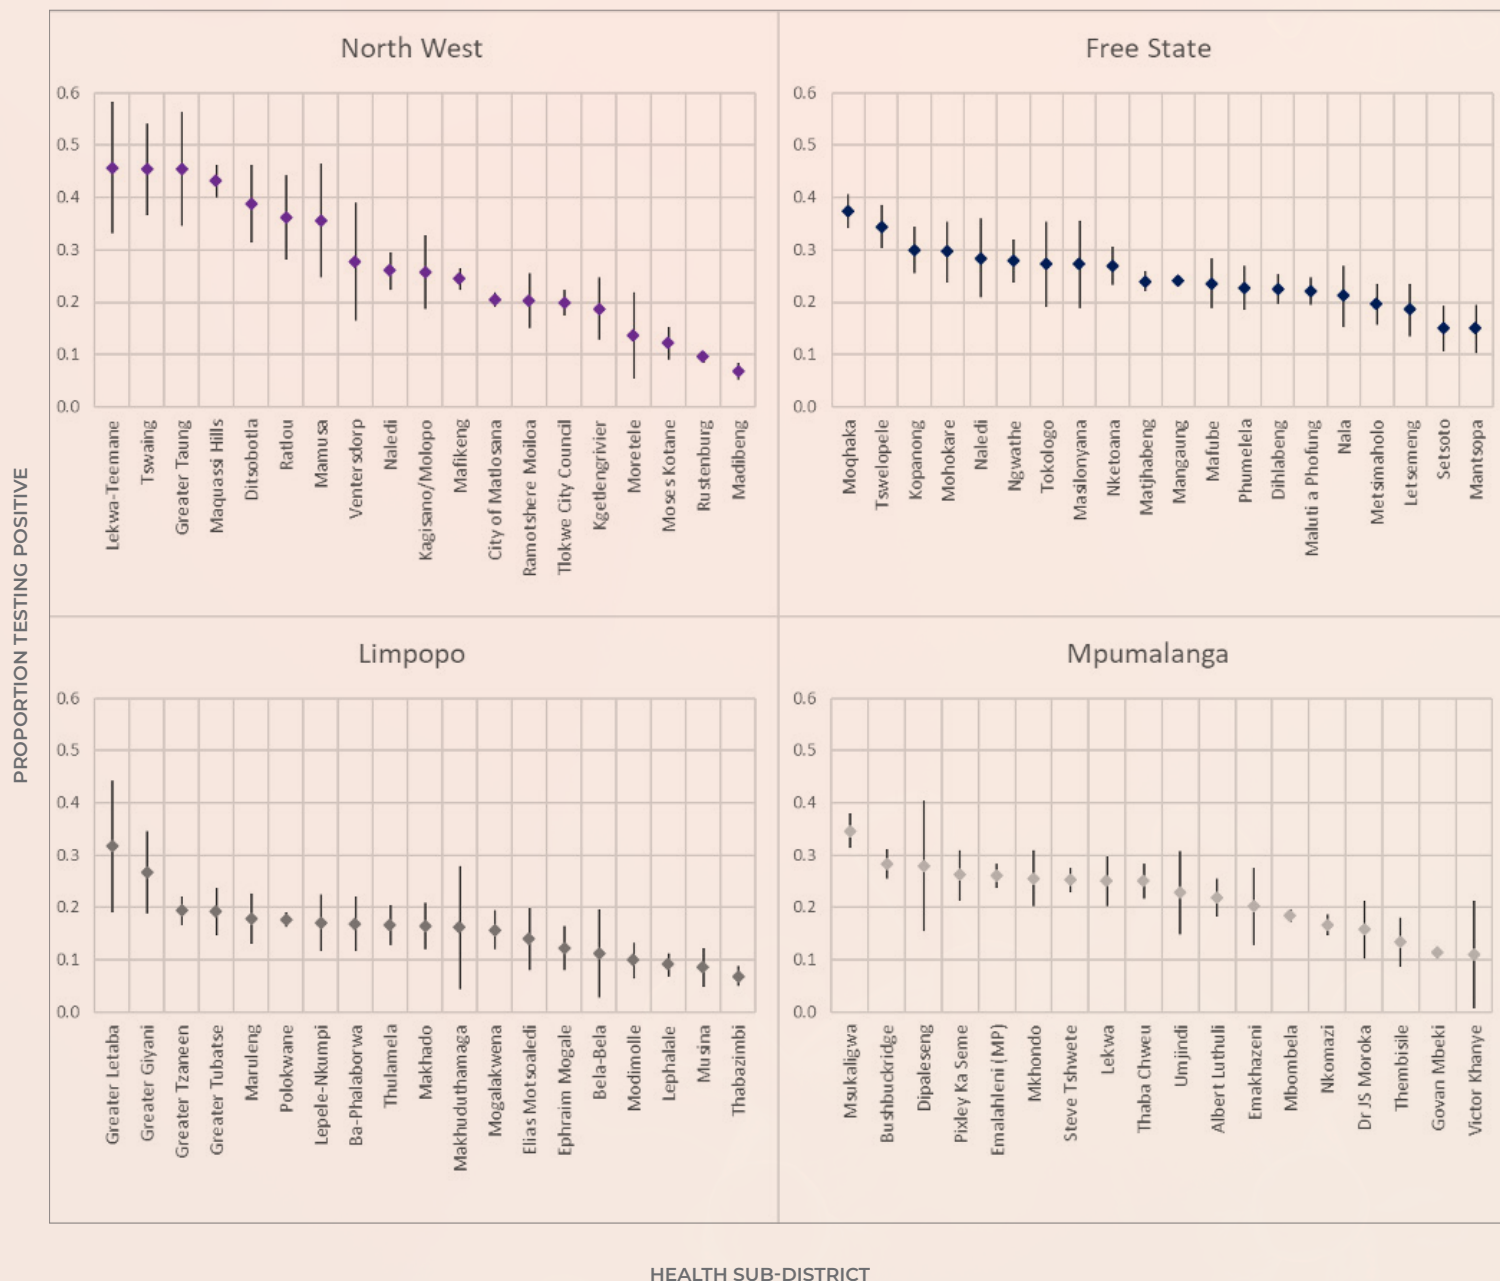 PROPORTION TESTING POSITIVE
North West
0.6
0.5
0.4
0.3
0.2
0.1
0.0
Lekwa-Teemane
Tswaing
Greater Taung
Maquassi Hills
Ditsobotla
Ratlou
Mamusa
Ventersdorp
Naledi
Kagisano/Molopo
Mafikeng
City of Matlosana
Ramotshere Moiloa
Tlokwe City Council
Kgetlengrivier
Moretele
Moses Kotane
Rustenburg
Madibeng
Free State
0.6
0.5
0.4
0.3
0.2
0.1
0.0
Moqhaka
Tswelopele
Kopanong
Mohokare
Naledi
Ngwathe
Tokologo
Masilonyana
Nketoana
Matjhabeng
Mangaung
Mafube
Phumelela
Dihlabeng
Maluti a Phofung
Nala
Metsimaholo
Letsemeng
Setsoto
Mantsopa
Limpopo
0.6
0.5
0.4
0.3
0.2
0.1
0.0
Greater Letaba
Greater Giyani
Greater Tzaneen
Greater Tubatse
Maruleng
Polokwane
Lepele-Nkumpi
Ba-Phalaborwa
Thulamela
Makhado
Makhuduthamaga
Mogalakwena
Elias Motsoaledi
Ephraim Mogale
Bela-Bela
Modimolle
Lephalale
Musina
Thabazimbi
Mpumalanga
0.6
0.5
0.4
0.3
0.2
0.1
0.0
Msukaligwa
Bushbuckridge
Dipaleseng
Pixley Ka Seme
Emalahleni (MP)
Mkhondo
Steve Tshwete
Lekwa
Thaba Chweu
Umjindi
Albert Luthuli
Emakhazeni
Mbombela
Nkomazi
Dr JS Moroka
Thembisile
Govan Mbeki
Victor Khanye
HEALTH SUB-DISTRICT